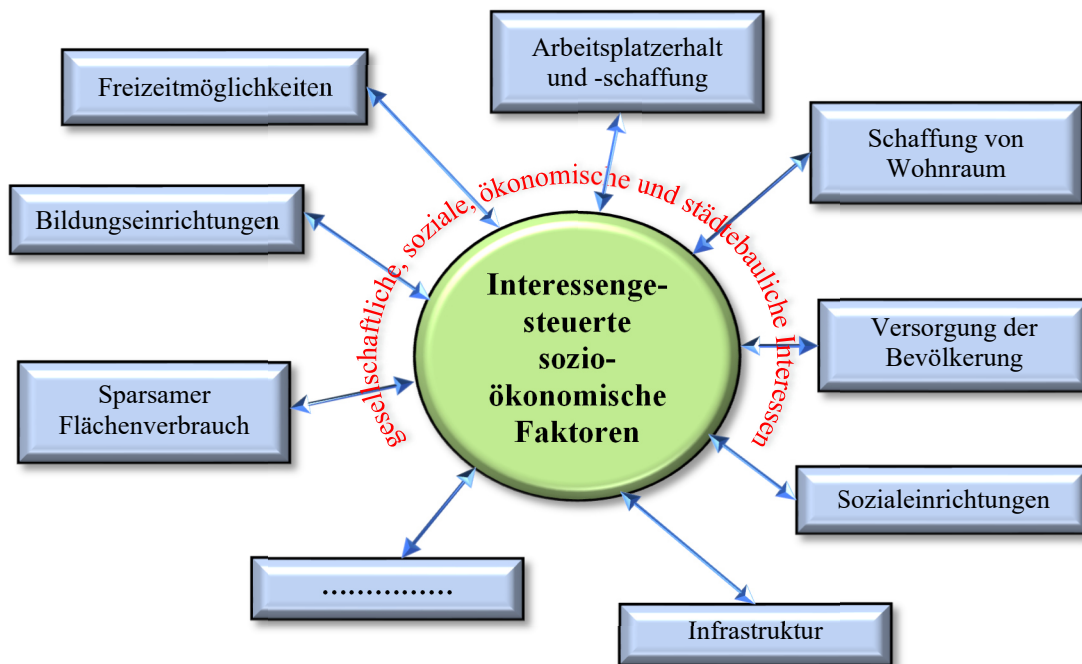 Arbeitsplatzerhalt
und -schaffung
Freizeitmöglichkeiten
Schaffung von
Wohnraum
Bildungseinrichtungen
gesellschaftliche, soziale, ökonomische und städtebauliche Interessen
Interessenge-
steuerte
sozio-
ökonomische
Faktoren
Versorgung der
Bevölkerung
Sparsamer
Flächenverbrauch
Sozialeinrichtungen
...............
Infrastruktur